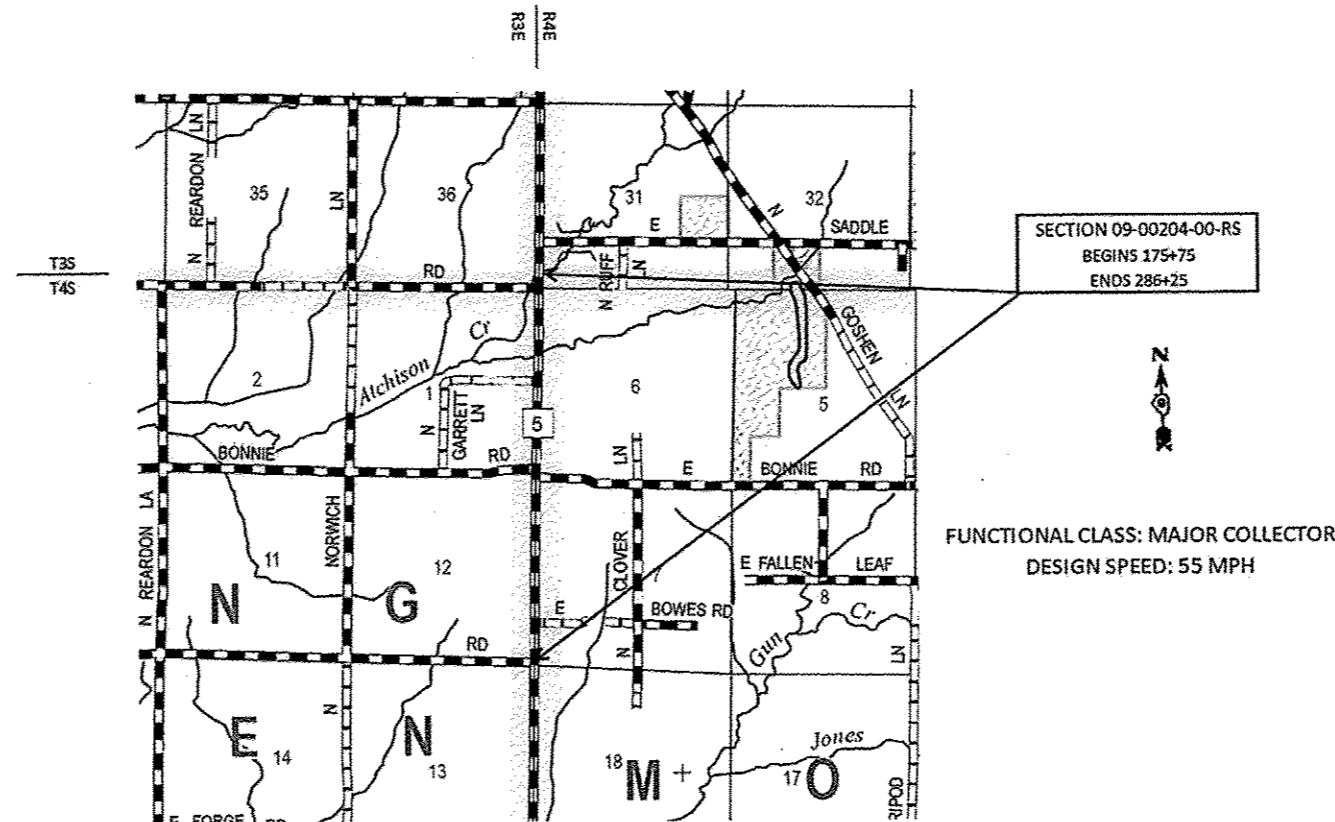 R3E R4E
N REARDON LN
LN
35
36
31
32
N
E SADDLE
SECTION 09-00204-00-RS
BEGINS 175+75
ENDS 286+25
T3S
T4S
RD
N RUFF LN
GOSHEN LN
Atchison Cr
2
1
6
5
N GARRETT LN
5
N
BONNIE RD
LN
E BONNIE RD
N REARDON LA
NORWICH
11
12
N CLOVER
7
E FALLEN LEAF
8
FUNCTIONAL CLASS: MAJOR COLLECTOR
DESIGN SPEED: 55 MPH
N G
E BOWES RD
Gun Cr
RD
LN
N
E N
14
13
18
M O
17
Jones
E FORGE RD
RIPOD